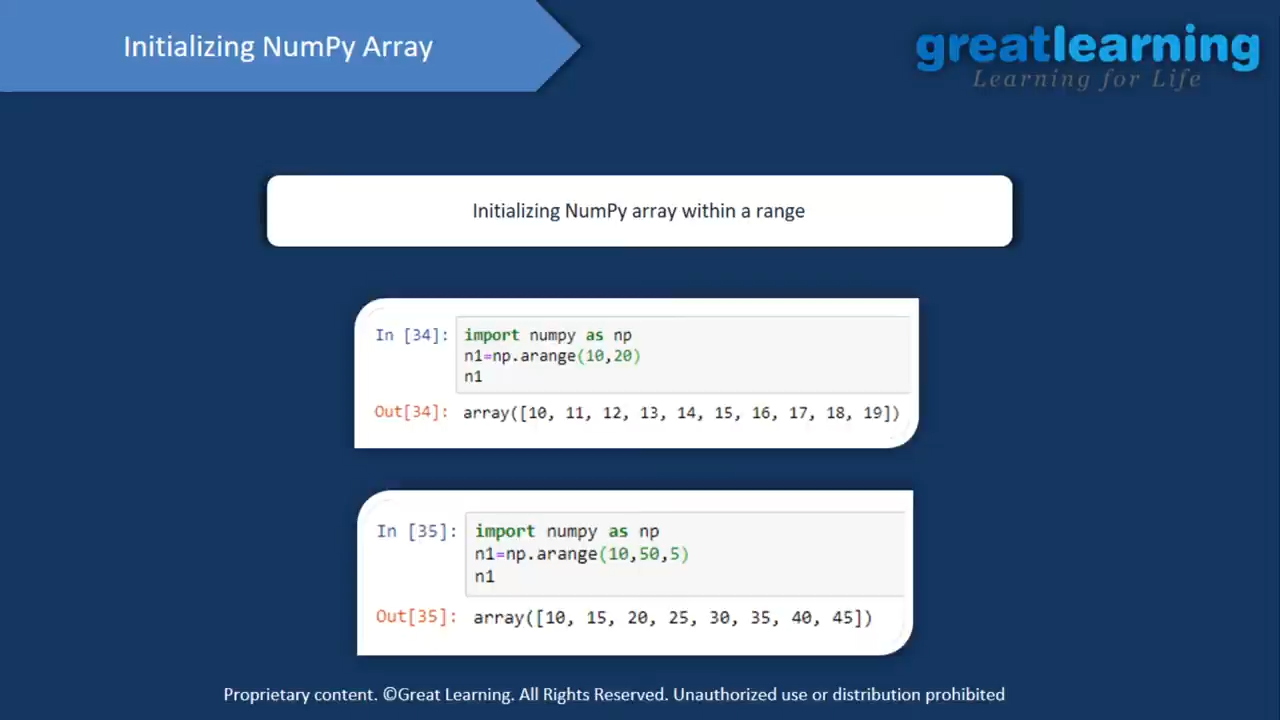 Initializing NumPy Array
greatlearning
Learning for Life
Initializing NumPy array within a range
In [34]: import numpy as np
n1=np.arange(10,20)
n1
Out[34]: array([10, 11, 12, 13, 14, 15, 16, 17, 18, 19])
In [35]: import numpy as np
n1=np.arange(10,50,5)
n1
Out[35]: array([10, 15, 20, 25, 30, 35, 40, 45])
Proprietary content. ©Great Learning. All Rights Reserved. Unauthorized use or distribution prohibited